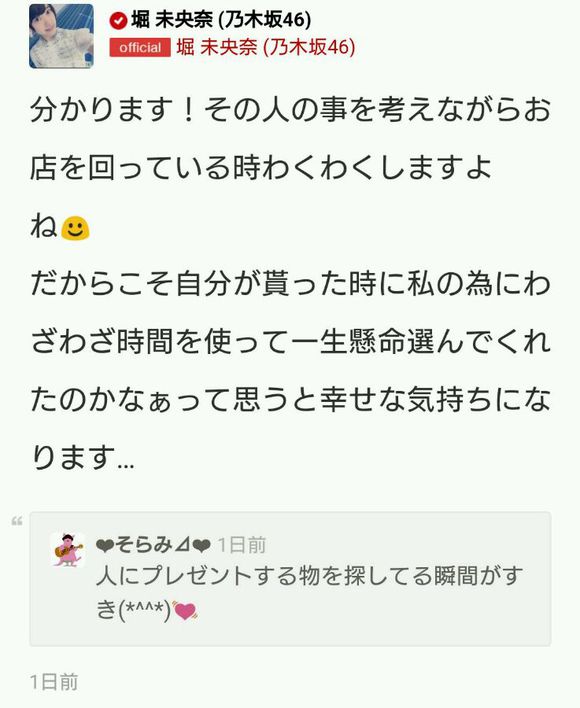 堀 未央奈 (乃木坂46)
official 堀 未央奈 (乃木坂46)
分かります！その人の事を考えながらお
店を回っている時わくわくしますよ
ね🙂
だからこそ自分が貰った時に私の為にわ
ざわざ時間を使って一生懸命選んでくれ
たのかなぁって思うと幸せな気持ちにな
ります...
❤そらみ⊿❤ 1日前
人にプレゼントする物を探してる瞬間がす
き(*^^*)💓
1日前